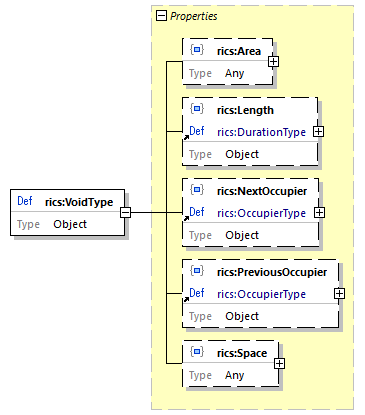 Properties
rics:Area
Type Any
rics:Length
Def rics:DurationType
Type Object
rics:NextOccupier
Def rics:OccupierType
Type Object
Def rics:VoidType
Type Object
rics:PreviousOccupier
Def rics:OccupierType
Type Object
rics:Space
Type Any